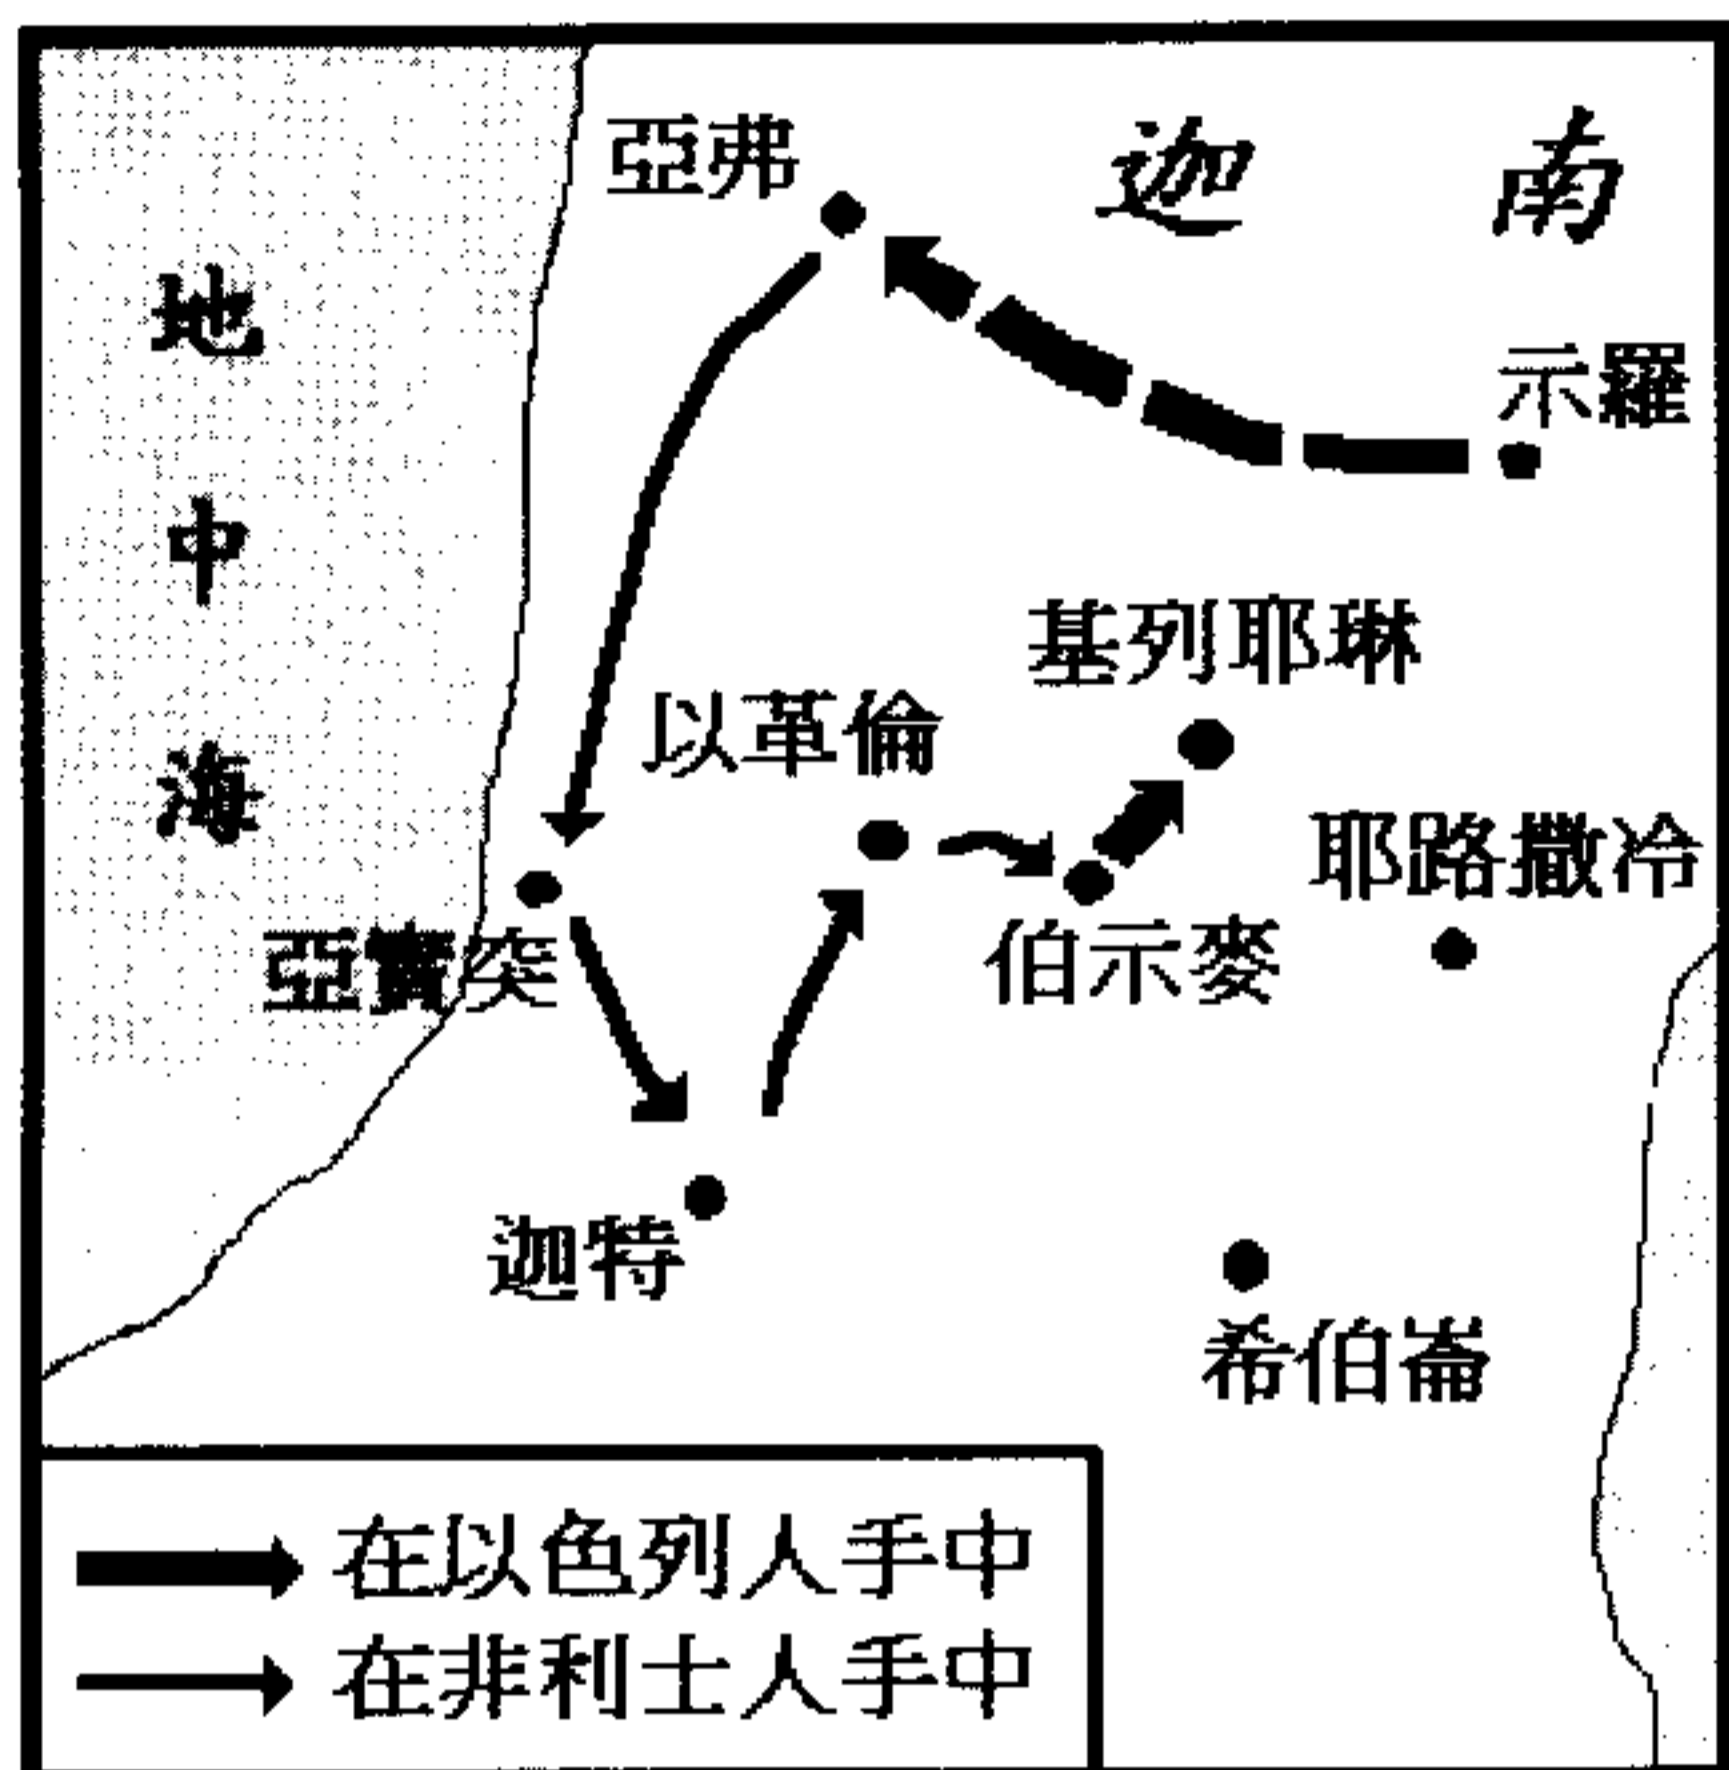 亞弗
迦南
地中海
示羅
基列耶琳
以革倫
耶路撒冷
亞實突
伯示麥
迦特
希伯崙
在以色列人手中
在非利士人手中